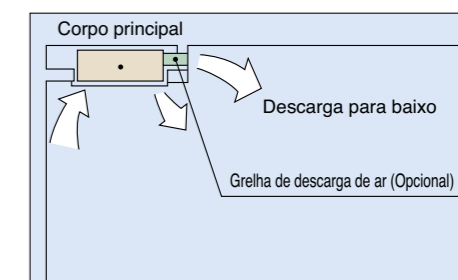 Corpo principal
Descarga para baixo
Grelha de descarga de ar (Opcional)